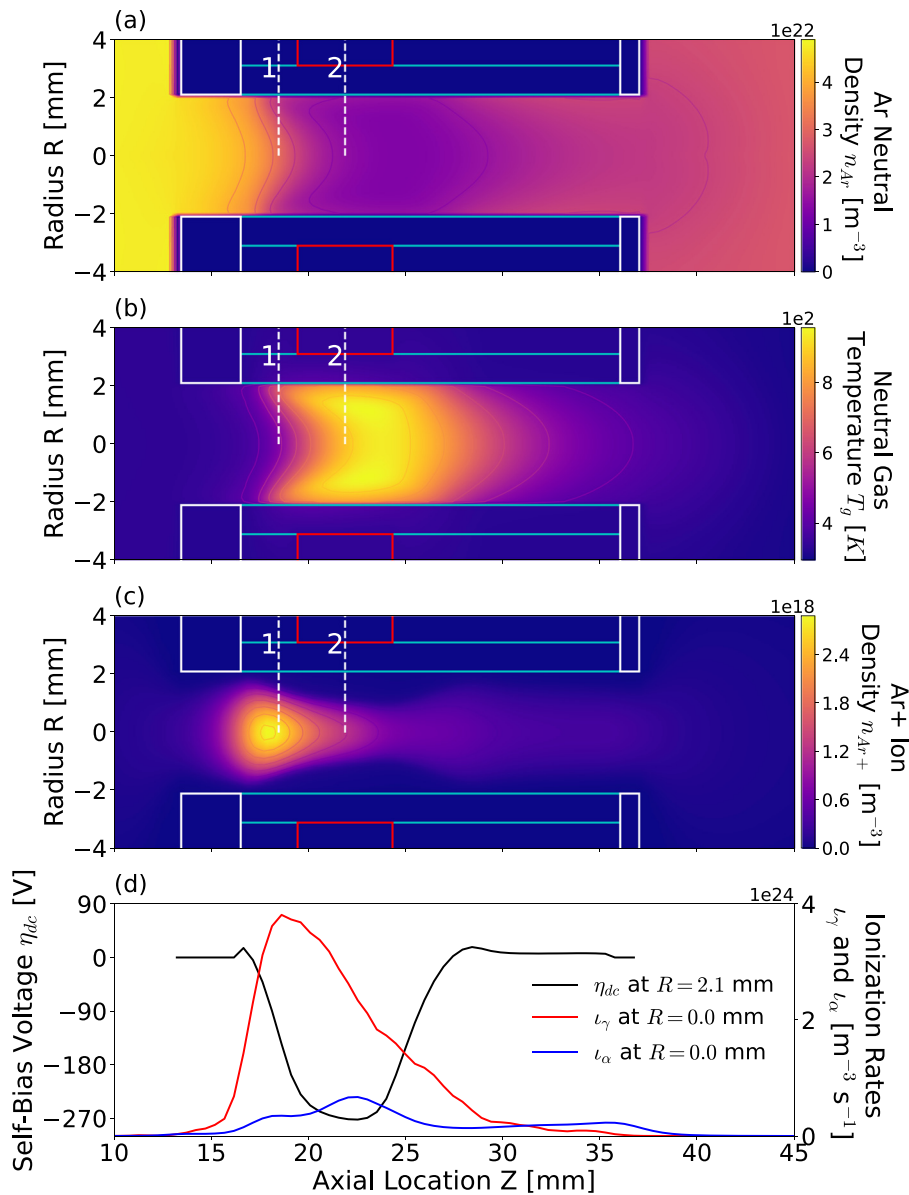 (a)
1e22
4
2
0
−2
−4
Radius R [mm]
1
2
4
3
2
1
0
Ar Neutral
Density n_Ar [m⁻³]
(b)
1e2
4
2
0
−2
−4
Radius R [mm]
1
2
8
6
4
Neutral Gas
Temperature T_g [K]
(c)
1e18
4
2
0
−2
−4
Radius R [mm]
1
2
2.4
1.8
1.2
0.6
0.0
Ar+ Ion
Density n_Ar+ [m⁻³]
(d)
1e24
90
0
−90
−180
−270
Self-Bias Voltage η_dc [V]
η_dc at R = 2.1 mm
ι_γ at R = 0.0 mm
ι_α at R = 0.0 mm
4
2
0
Ionization Rates
ι_γ and ι_α [m⁻³ s⁻¹]
10 15 20 25 30 35 40 45
Axial Location Z [mm]